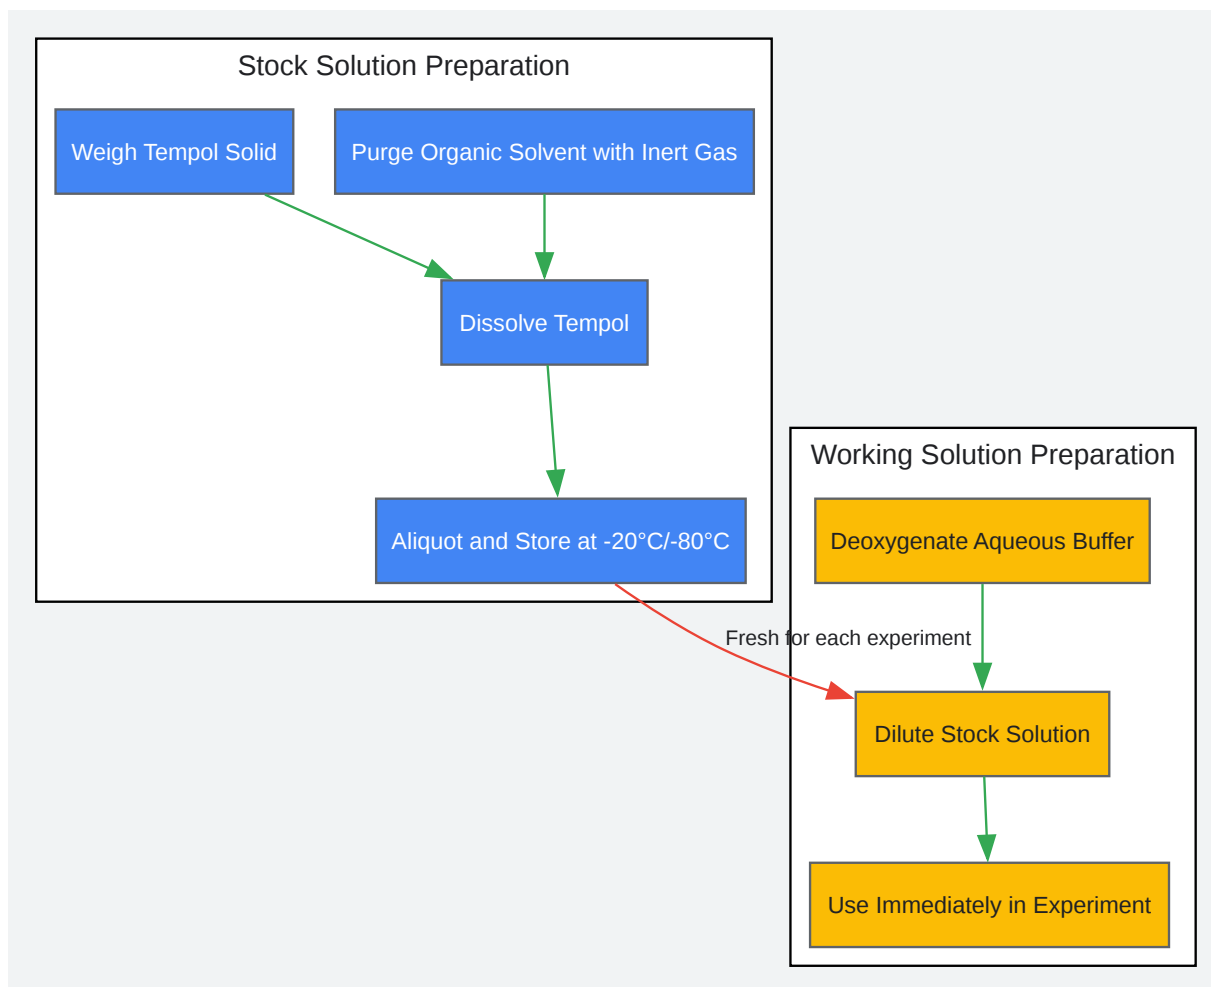 Stock Solution Preparation
Weigh Tempol Solid
Purge Organic Solvent with Inert Gas
Dissolve Tempol
Aliquot and Store at -20°C/-80°C
Fresh for each experiment
Working Solution Preparation
Deoxygenate Aqueous Buffer
Dilute Stock Solution
Use Immediately in Experiment